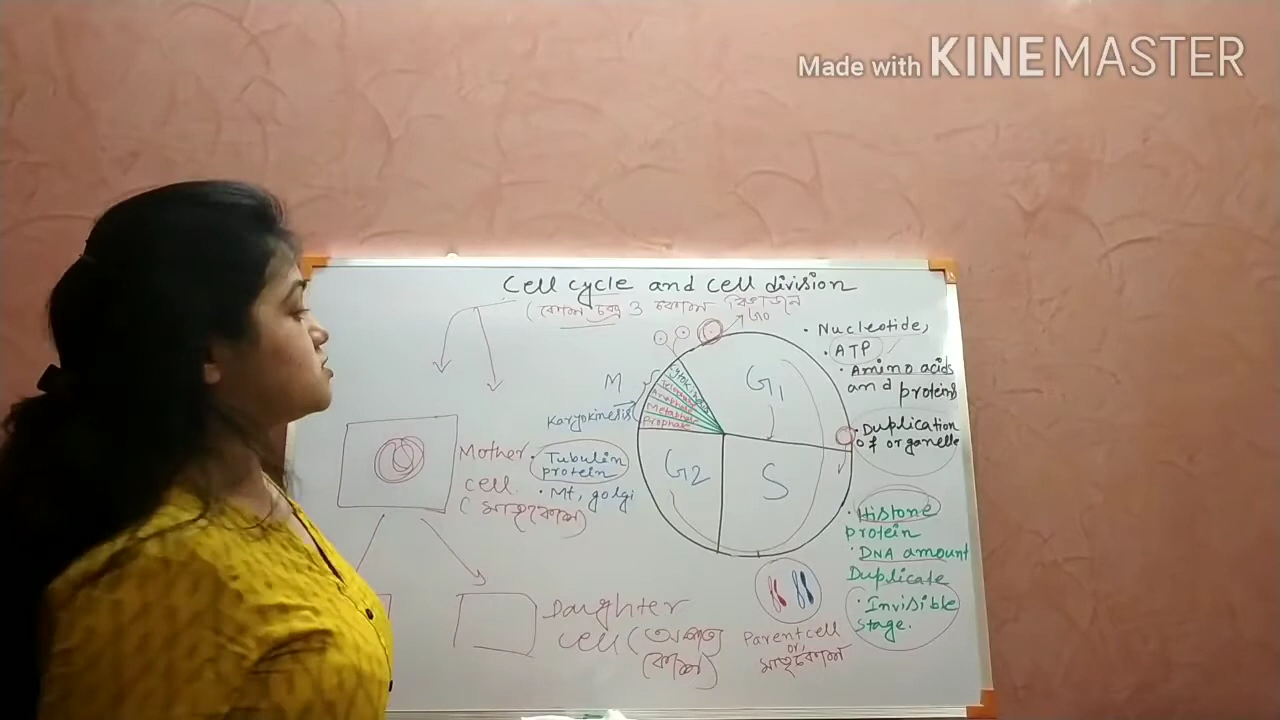 Made with KINEMASTER
Cell cycle and cell division
(কোশ চক্র ও কোশ বিভাজন
G0
G1
S
G2
M
Karyokinesis
Cytokinesis
Telophase
Anaphase
Metaphase
Prophase
• Nucleotide,
• ATP
• Amino acids
and proteins
• Duplication
of organelle
• Histone
protein
• DNA amount
Duplicate
• Invisible
stage.
Mother
cell.
(মাতৃকোশ)
• Tubulin
protein
• Mt, golgi
Daughter
cell (অপত্য
কোশ)
Parent cell
or,
মাতৃকোশ